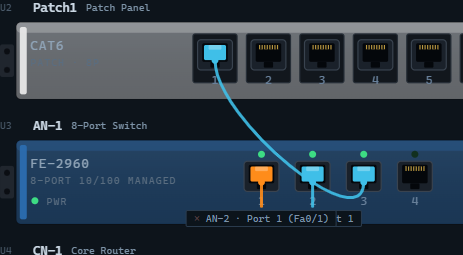 U2 Patch1 Patch Panel
CAT6
1 2 3 4 5
U3 AN-1 8-Port Switch
FE-2960
8-PORT 10/100 MANAGED
PWR
1 2 3 4
× AN-2 · Port 1 (Fa0/1) t 1
U4 CN-1 Core Router